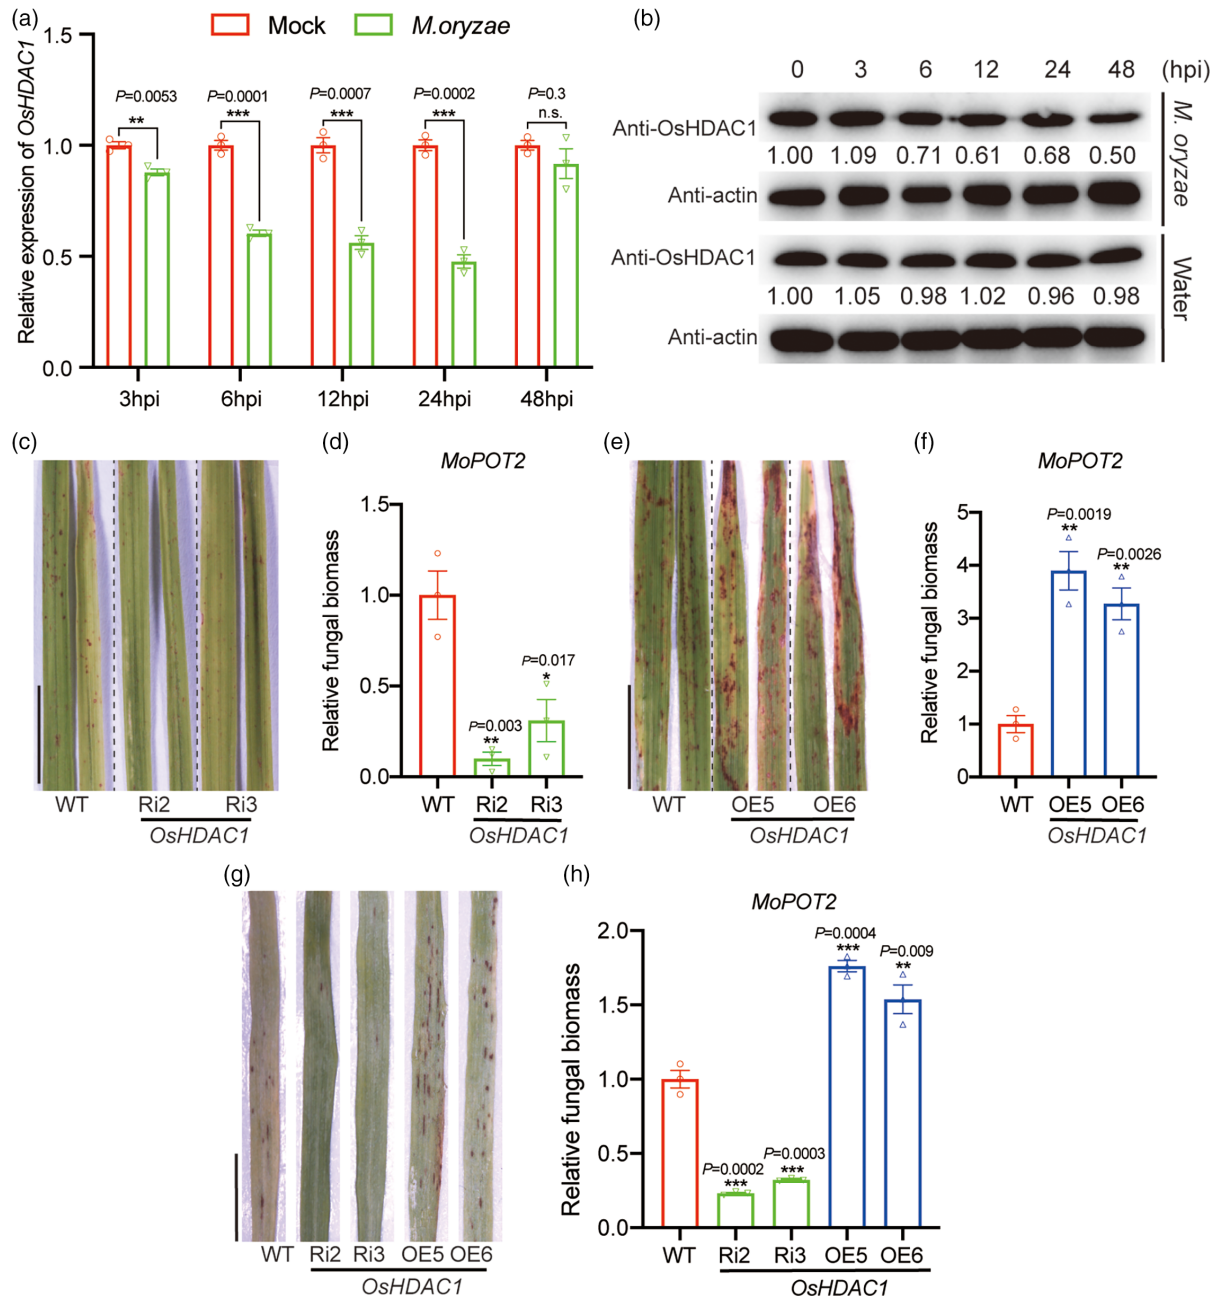 (a)
Mock M.oryzae
Relative expression of OsHDAC1
1.5
1.0
0.5
0.0
P=0.0053 P=0.0001 P=0.0007 P=0.0002 P=0.3
** *** *** *** n.s.
3hpi 6hpi 12hpi 24hpi 48hpi
(b)
0 3 6 12 24 48 (hpi)
Anti-OsHDAC1
1.00 1.09 0.71 0.61 0.68 0.50
Anti-actin
M. oryzae
Anti-OsHDAC1
1.00 1.05 0.98 1.02 0.96 0.98
Anti-actin
Water
(c)
WT Ri2 Ri3
OsHDAC1
(d)
MoPOT2
Relative fungal biomass
1.5
1.0
0.5
0.0
P=0.003
**
P=0.017
*
WT Ri2 Ri3
OsHDAC1
(e)
WT OE5 OE6
OsHDAC1
(f)
MoPOT2
Relative fungal biomass
5
4
3
2
1
0
P=0.0019
**
P=0.0026
**
WT OE5 OE6
OsHDAC1
(g)
WT Ri2 Ri3 OE5 OE6
OsHDAC1
(h)
MoPOT2
Relative fungal biomass
2.0
1.5
1.0
0.5
0.0
P=0.0002
***
P=0.0003
***
P=0.0004
***
P=0.009
**
WT Ri2 Ri3 OE5 OE6
OsHDAC1